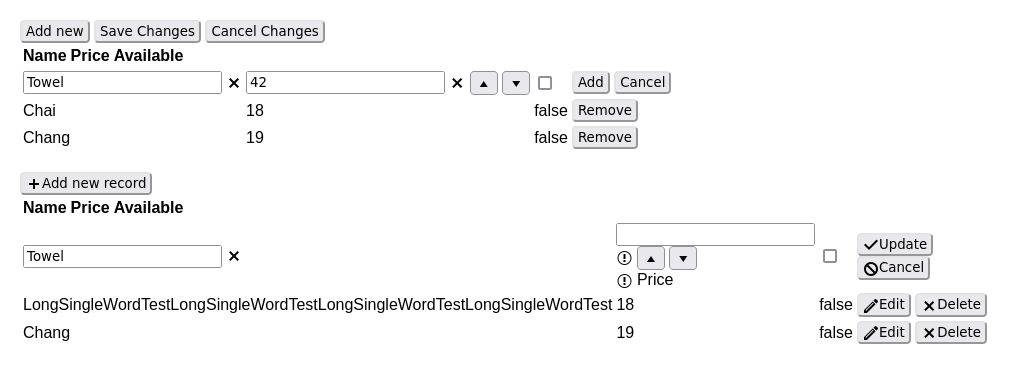 Add new Save Changes Cancel Changes
Name Price Available
Towel 42 Add Cancel
Chai 18 false Remove
Chang 19 false Remove
Add new record
Name Price Available
Towel Update
Cancel
Price
LongSingleWordTestLongSingleWordTestLongSingleWordTestLongSingleWordTest 18 false Edit Delete
Chang 19 false Edit Delete